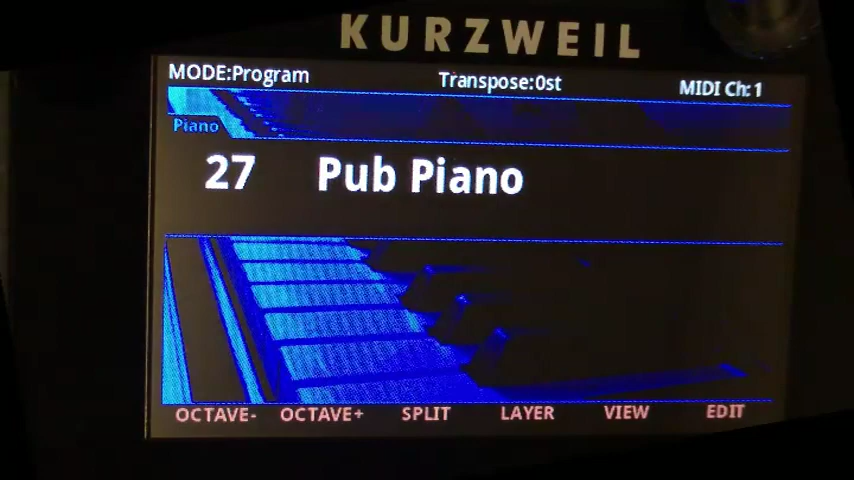 KURZWEIL
MODE:Program Transpose:0st MIDI Ch:1
Piano
27 Pub Piano
OCTAVE- OCTAVE+ SPLIT LAYER VIEW EDIT